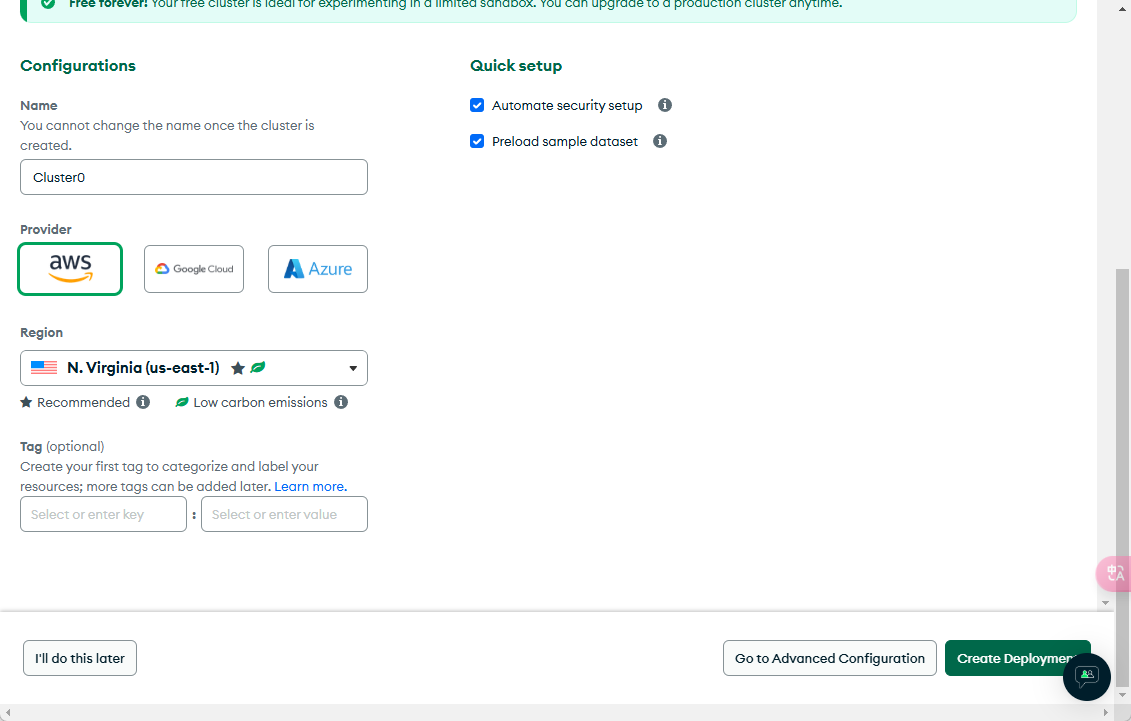 Free forever! Your free cluster is ideal for experimenting in a limited sandbox. You can upgrade to a production cluster anytime.
Configurations
Quick setup
Name
You cannot change the name once the cluster is
created.
Cluster0
Automate security setup
Preload sample dataset
Provider
aws
Google Cloud
Azure
Region
N. Virginia (us-east-1)
Recommended
Low carbon emissions
Tag (optional)
Create your first tag to categorize and label your
resources; more tags can be added later. Learn more.
Select or enter key : Select or enter value
中 A
I'll do this later
Go to Advanced Configuration
Create Deploymen